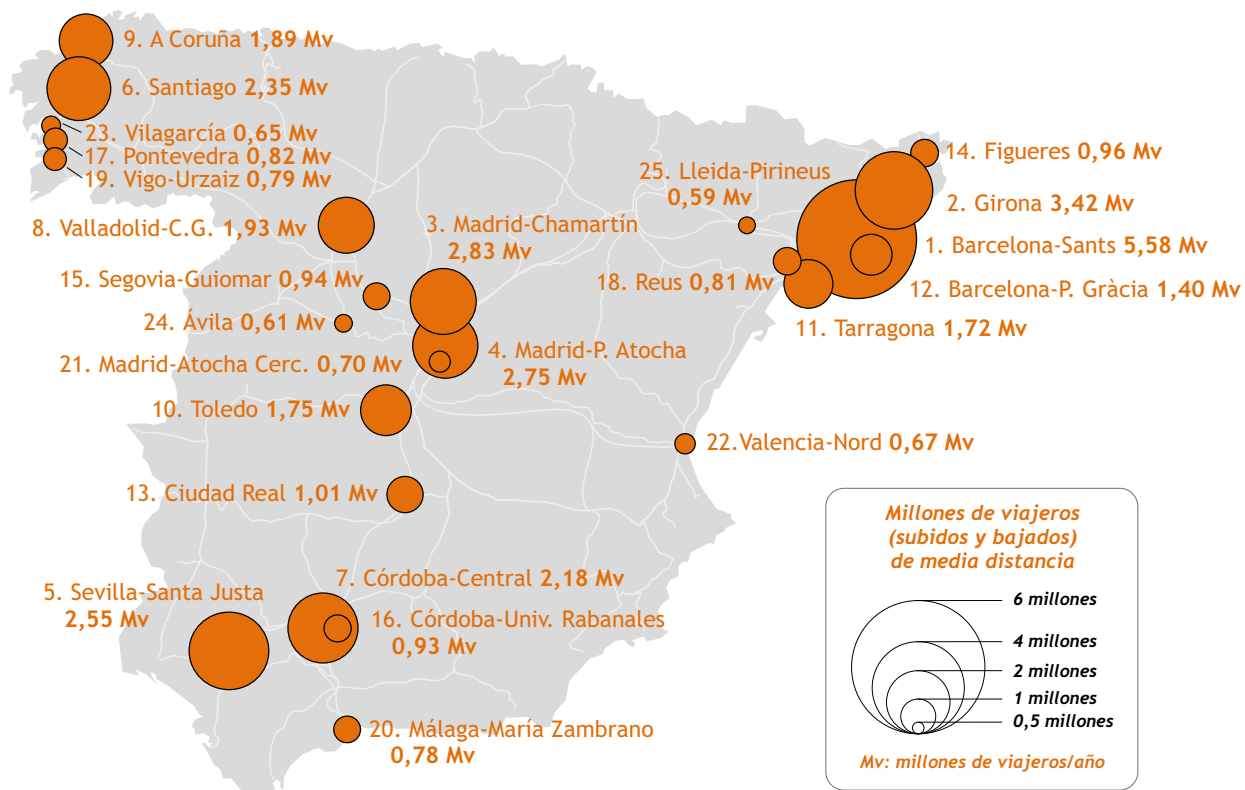 9. A Coruña 1,89 Mv
6. Santiago 2,35 Mv
23. Vilagarcía 0,65 Mv
17. Pontevedra 0,82 Mv
19. Vigo-Urzaiz 0,79 Mv
8. Valladolid-C.G. 1,93 Mv
15. Segovia-Guiomar 0,94 Mv
24. Ávila 0,61 Mv
21. Madrid-Atocha Cerc. 0,70 Mv
10. Toledo 1,75 Mv
13. Ciudad Real 1,01 Mv
3. Madrid-Chamartín
2,83 Mv
4. Madrid-P. Atocha
2,75 Mv
25. Lleida-Pirineus
0,59 Mv
14. Figueres 0,96 Mv
2. Girona 3,42 Mv
1. Barcelona-Sants 5,58 Mv
12. Barcelona-P. Gràcia 1,40 Mv
18. Reus 0,81 Mv
11. Tarragona 1,72 Mv
22.Valencia-Nord 0,67 Mv
5. Sevilla-Santa Justa
2,55 Mv
7. Córdoba-Central 2,18 Mv
16. Córdoba-Univ. Rabanales
0,93 Mv
20. Málaga-María Zambrano
0,78 Mv
Millones de viajeros
(subidos y bajados)
de media distancia
6 millones
4 millones
2 millones
1 millones
0,5 millones
Mv: millones de viajeros/año